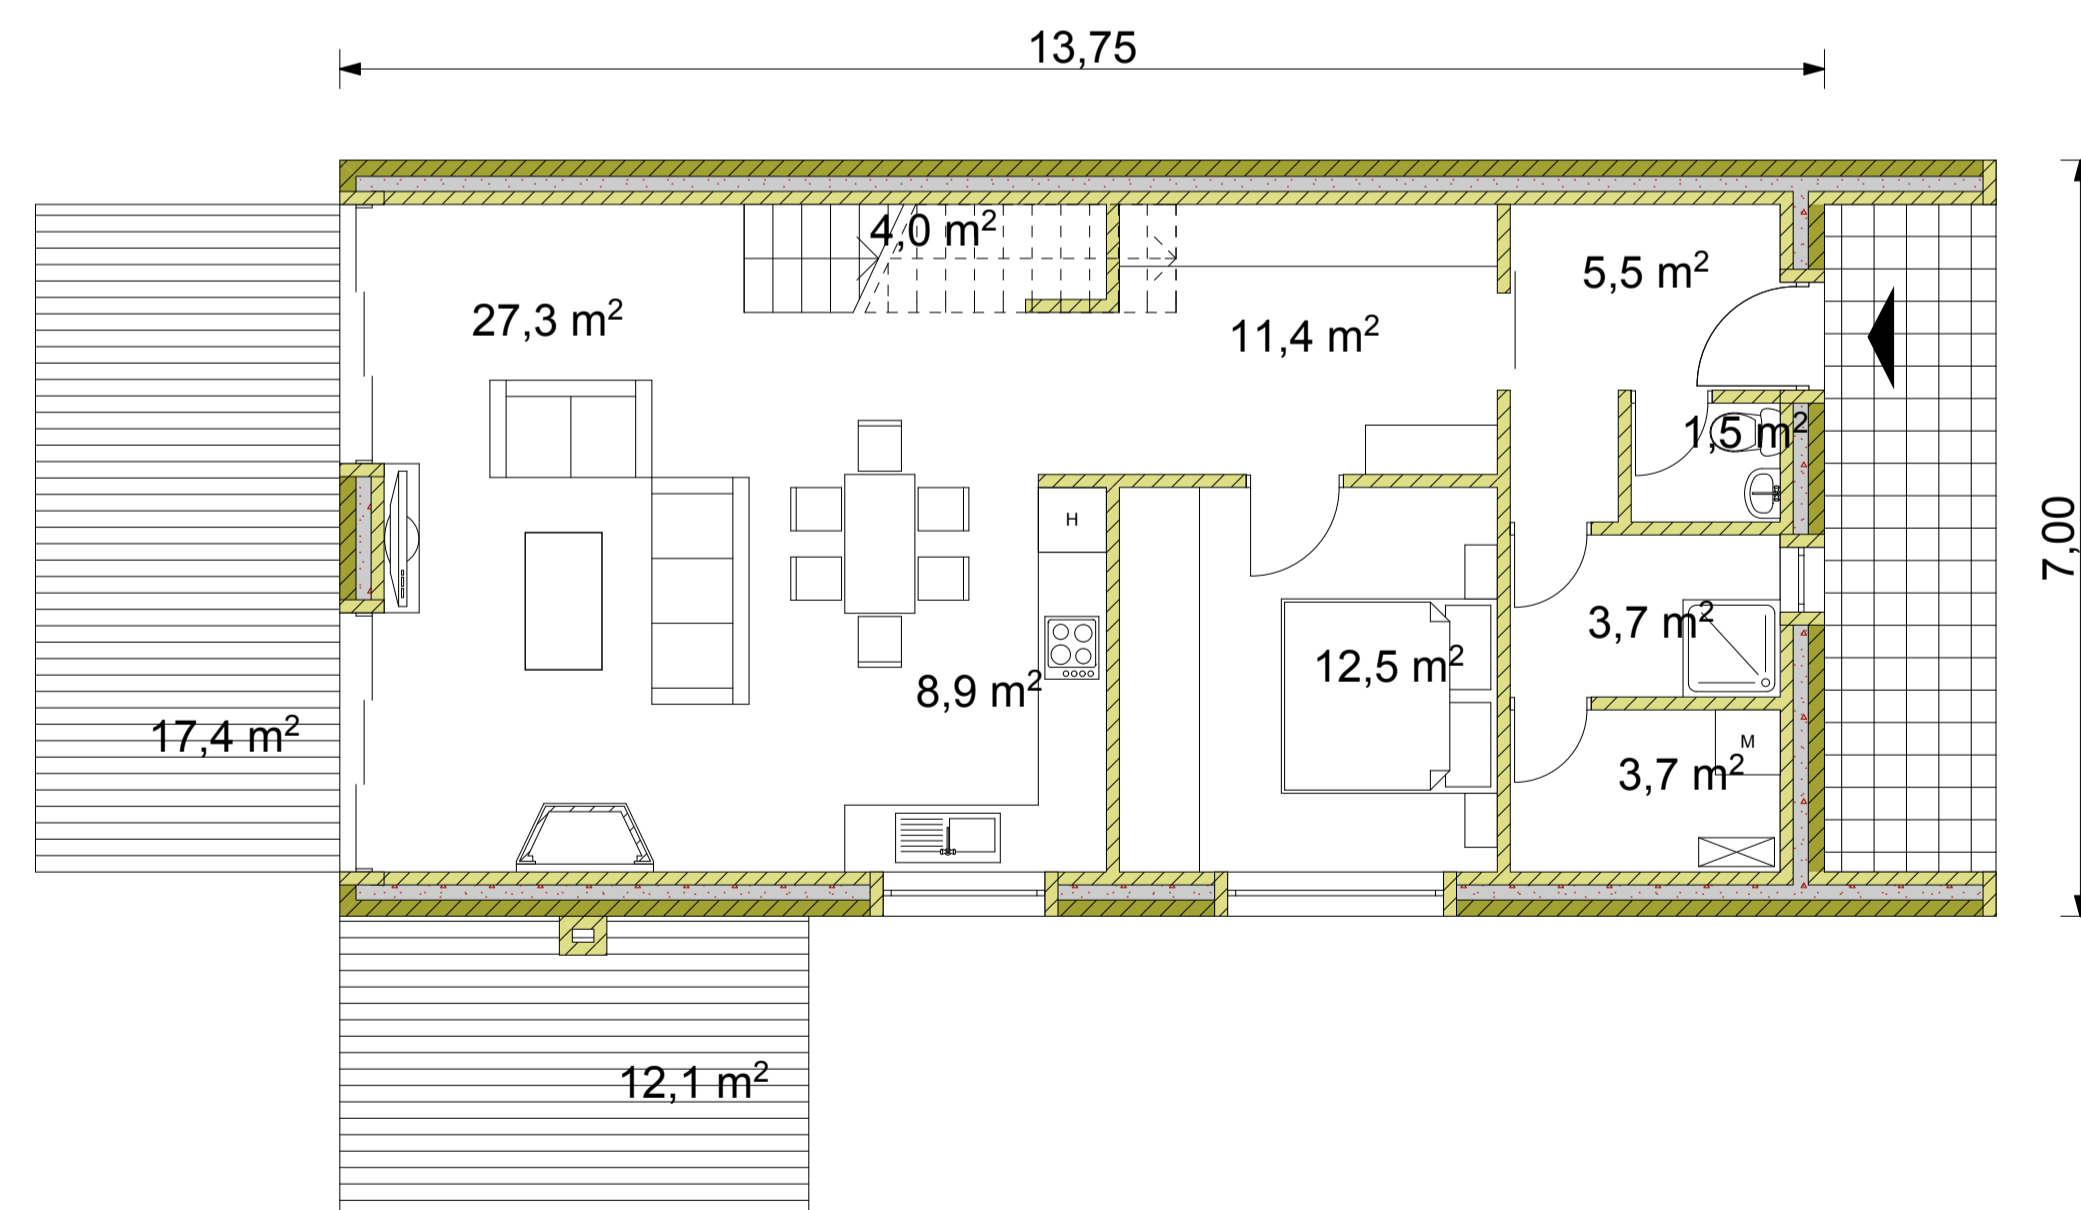 13,75
4,0 m²
5,5 m²
27,3 m²
11,4 m²
1,5 m²
H
7,00
3,7 m²
12,5 m²
8,9 m²
17,4 m²
M
3,7 m²
12,1 m²